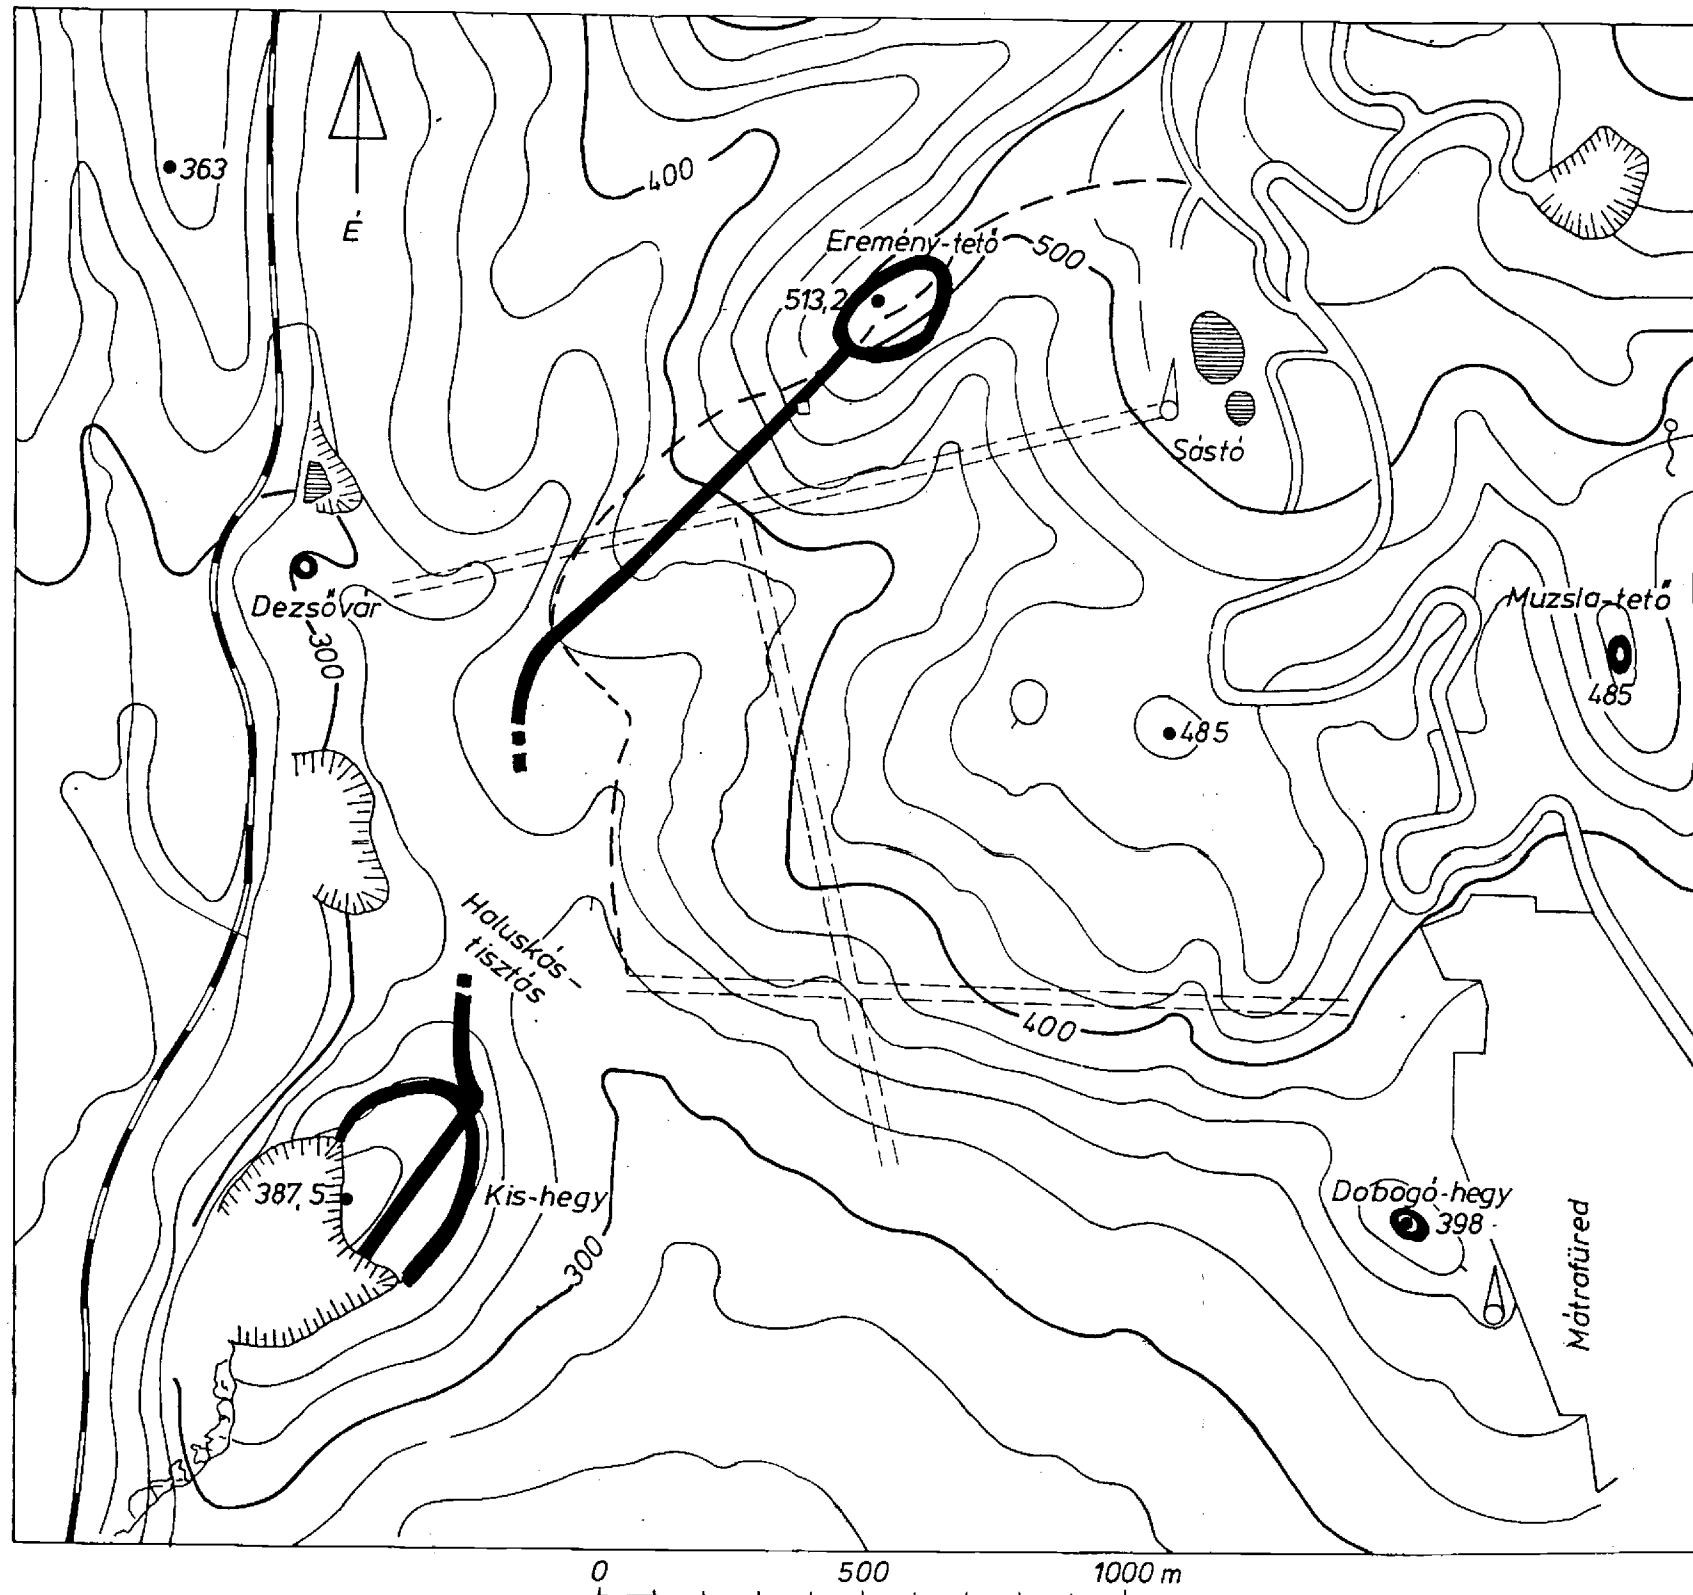 363
400
É
Eremény-tető
500
513,2
Sástó
Dezsővár
Muzsla-tető
300
485
485
Haluskás-
tisztás
400
387,5
Kis-hegy
Dobogó-hegy
398
300
Mátrafüred
0 500 1000 m